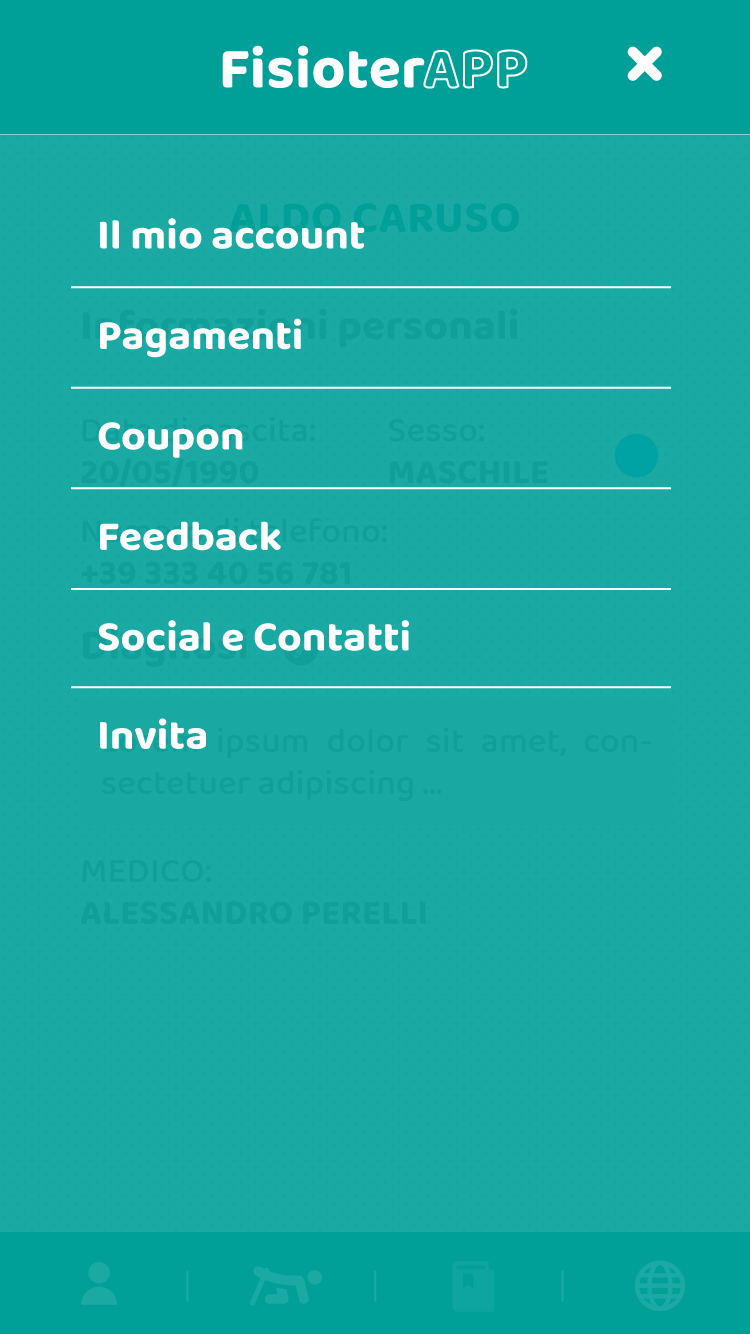 FisioterAPP
ALDO CARUSO
Il mio account
Informazioni personali
Pagamenti
Data di nascita: Sesso:
Coupon
20/05/1990 MASCHILE
Numero di telefono:
Feedback
+39 333 40 56 781
Social e Contatti
Diagnosi
Invita
ipsum dolor sit amet, con-
sectetuer adipiscing ...
MEDICO:
ALESSANDRO PERELLI